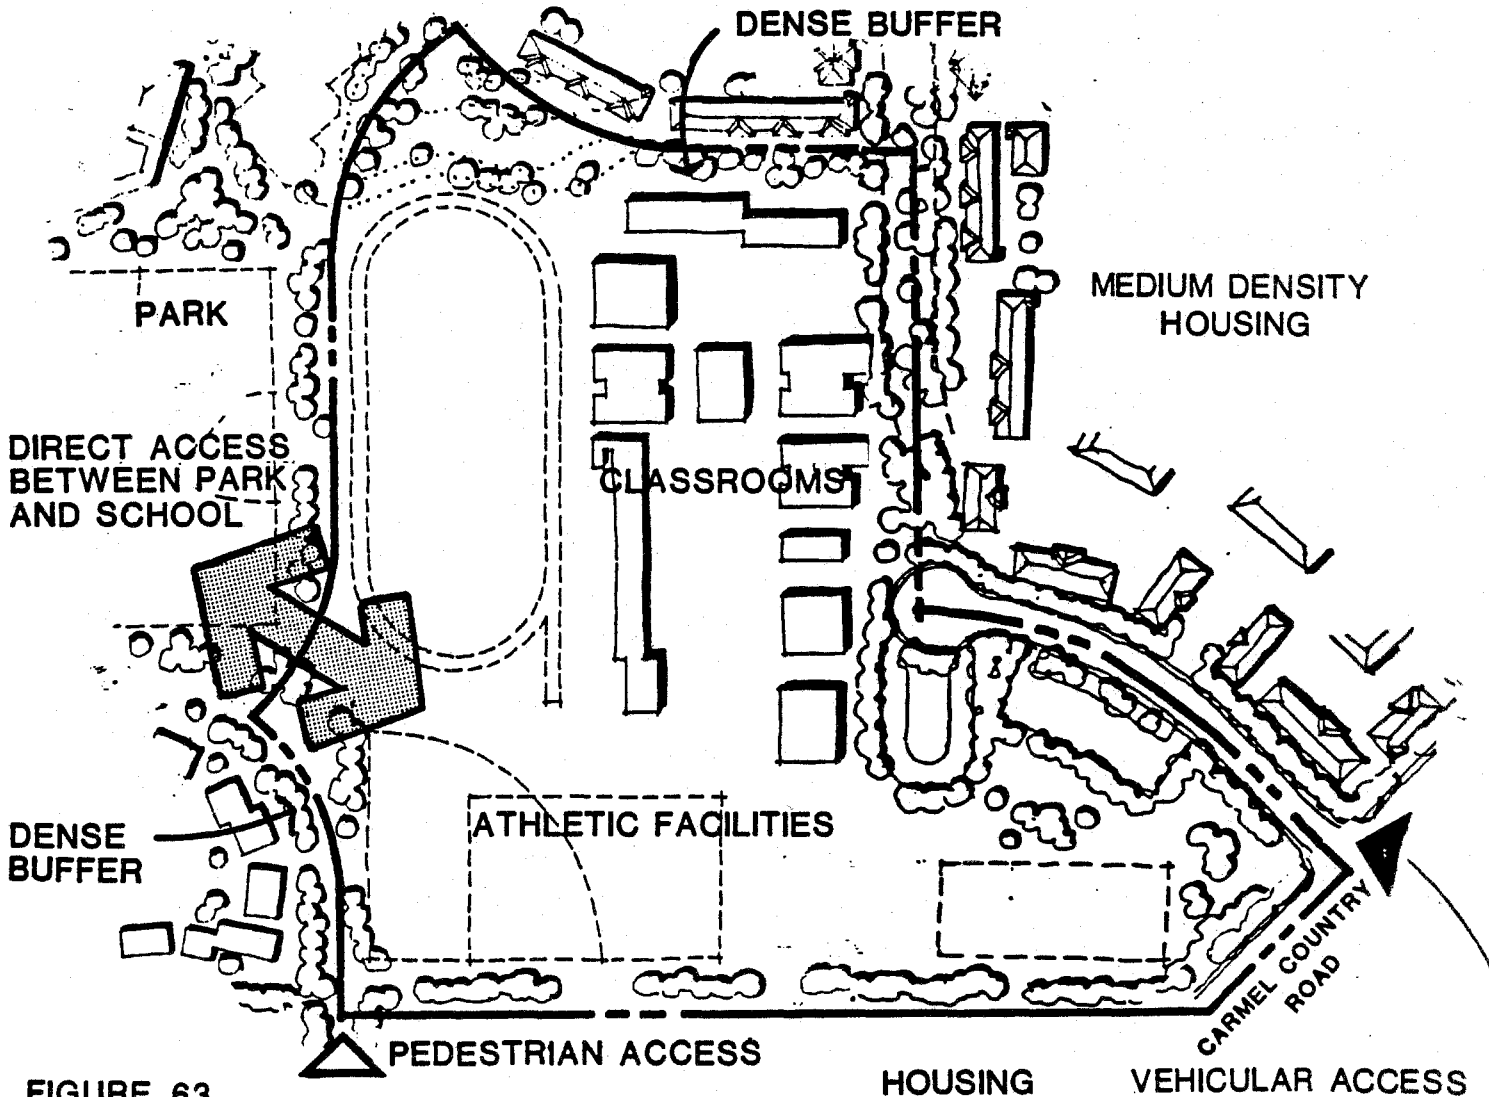 DENSE BUFFER
PARK
MEDIUM DENSITY
HOUSING
DIRECT ACCESS
BETWEEN PARK
AND SCHOOL
CLASSROOMS
ATHLETIC FACILITIES
DENSE
BUFFER
CARMEL COUNTRY
ROAD
PEDESTRIAN ACCESS
HOUSING
VEHICULAR ACCESS
FIGURE 63